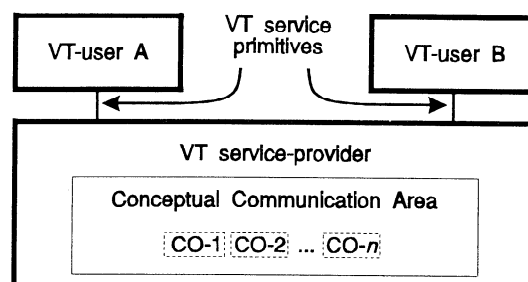 VT-user A
VT service
primitives
VT-user B
VT service-provider
Conceptual Communication Area
CO-1 CO-2 ... CO-n